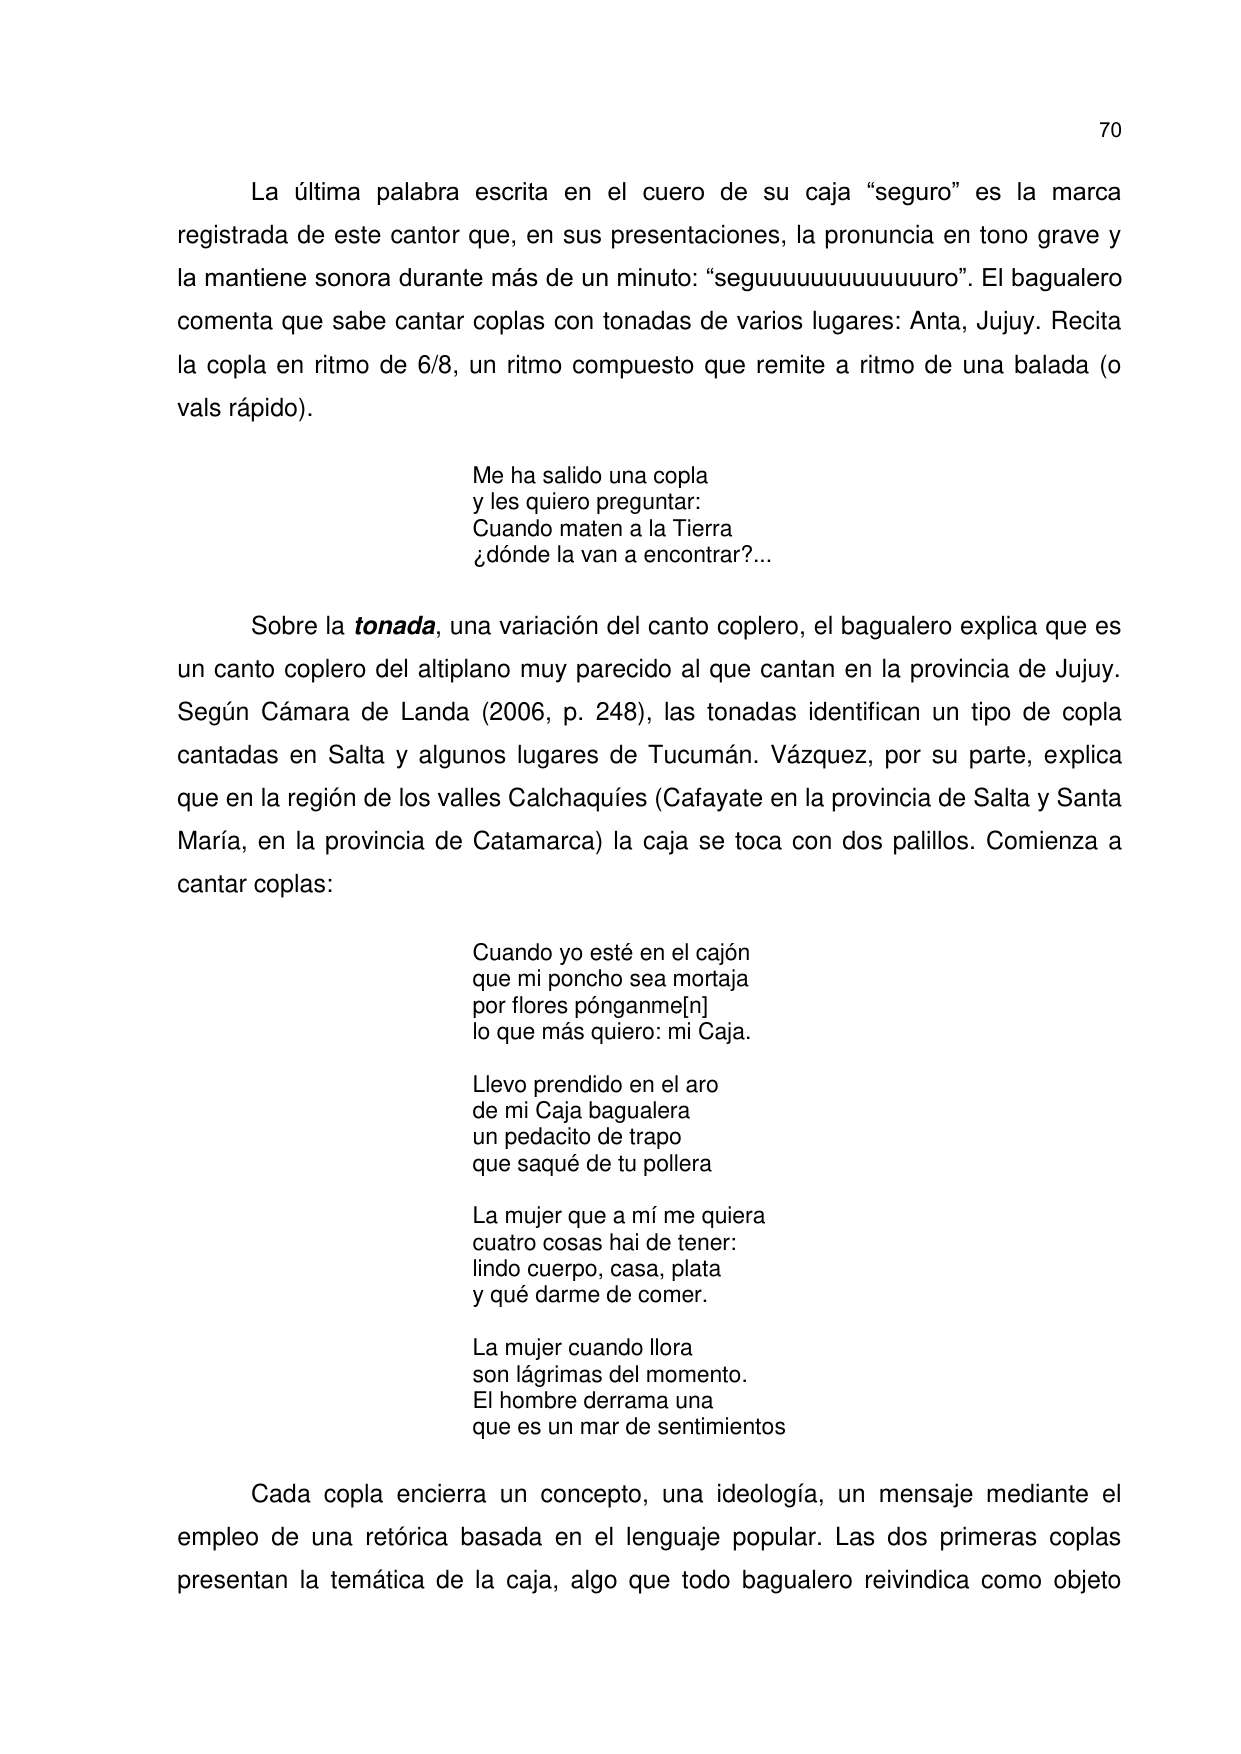 70
La última palabra escrita en el cuero de su caja “seguro” es la marca
registrada de este cantor que, en sus presentaciones, la pronuncia en tono grave y
la mantiene sonora durante más de un minuto: “seguuuuuuuuuuuuuro”. El bagualero
comenta que sabe cantar coplas con tonadas de varios lugares: Anta, Jujuy. Recita
la copla en ritmo de 6/8, un ritmo compuesto que remite a ritmo de una balada (o
vals rápido).
Me ha salido una copla
y les quiero preguntar:
Cuando maten a la Tierra
¿dónde la van a encontrar?...
Sobre la tonada, una variación del canto coplero, el bagualero explica que es
un canto coplero del altiplano muy parecido al que cantan en la provincia de Jujuy.
Según Cámara de Landa (2006, p. 248), las tonadas identifican un tipo de copla
cantadas en Salta y algunos lugares de Tucumán. Vázquez, por su parte, explica
que en la región de los valles Calchaquíes (Cafayate en la provincia de Salta y Santa
María, en la provincia de Catamarca) la caja se toca con dos palillos. Comienza a
cantar coplas:
Cuando yo esté en el cajón
que mi poncho sea mortaja
por flores pónganme[n]
lo que más quiero: mi Caja.
Llevo prendido en el aro
de mi Caja bagualera
un pedacito de trapo
que saqué de tu pollera
La mujer que a mí me quiera
cuatro cosas hai de tener:
lindo cuerpo, casa, plata
y qué darme de comer.
La mujer cuando llora
son lágrimas del momento.
El hombre derrama una
que es un mar de sentimientos
Cada copla encierra un concepto, una ideología, un mensaje mediante el
empleo de una retórica basada en el lenguaje popular. Las dos primeras coplas
presentan la temática de la caja, algo que todo bagualero reivindica como objeto